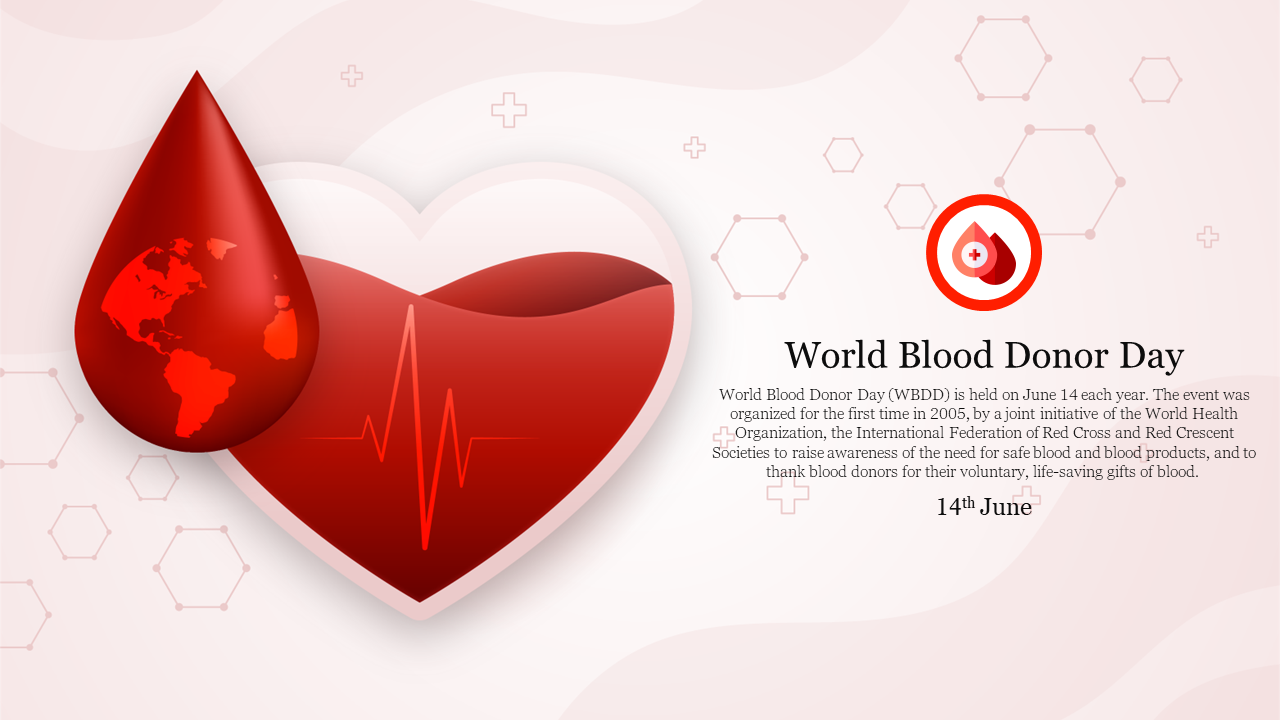 World Blood Donor Day
World Blood Donor Day (WBDD) is held on June 14 each year. The event was
organized for the first time in 2005, by a joint initiative of the World Health
Organization, the International Federation of Red Cross and Red Crescent
Societies to raise awareness of the need for safe blood and blood products, and to
thank blood donors for their voluntary, life-saving gifts of blood.
14th June